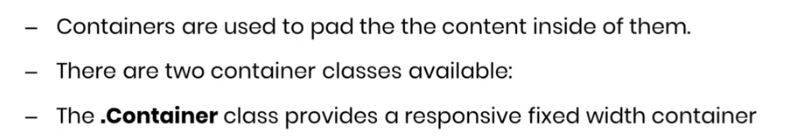 – Containers are used to pad the the content inside of them.
– There are two container classes available:
– The .Container class provides a responsive fixed width container